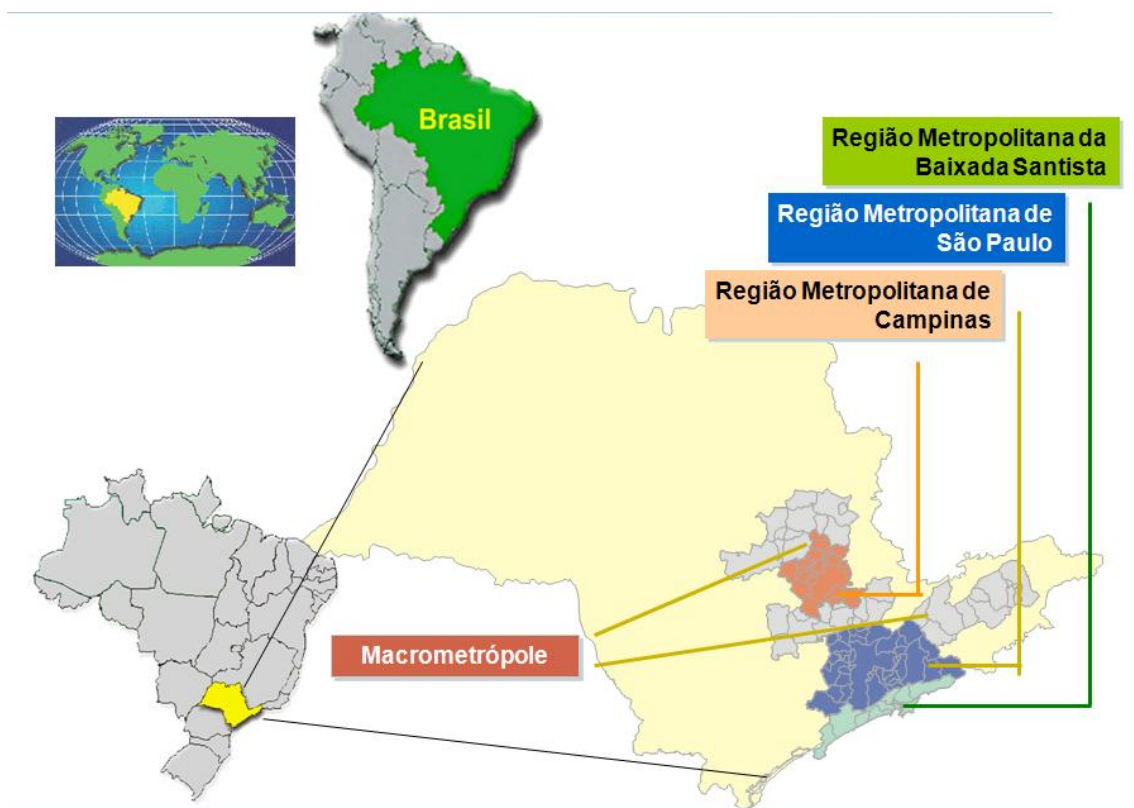 Brasil
Região Metropolitana da
Baixada Santista
Região Metropolitana de
São Paulo
Região Metropolitana de
Campinas
Macrometrópole